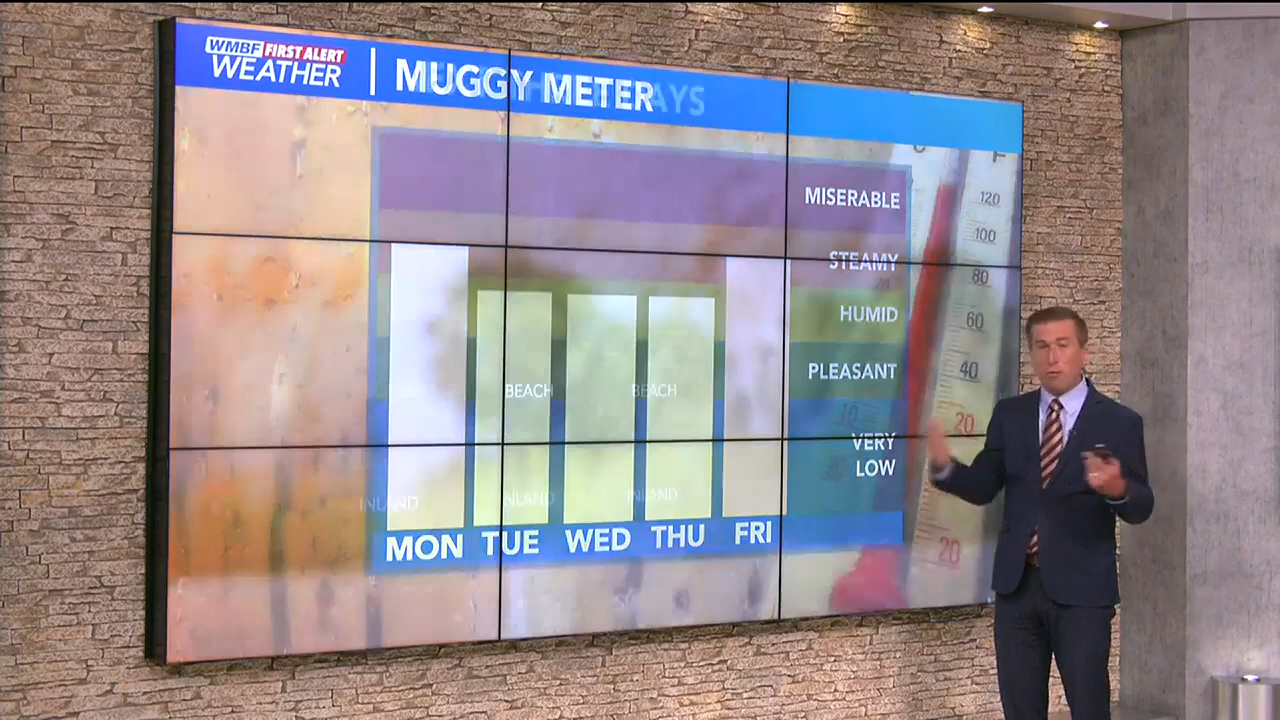 WMBF FIRST ALERT
WEATHER
MUGGY METER
MISERABLE
STEAMY
HUMID
PLEASANT
VERY
LOW
BEACH
BEACH
INLAND
INLAND
INLAND
MON TUE WED THU FRI
120
100
80
60
40
20
20